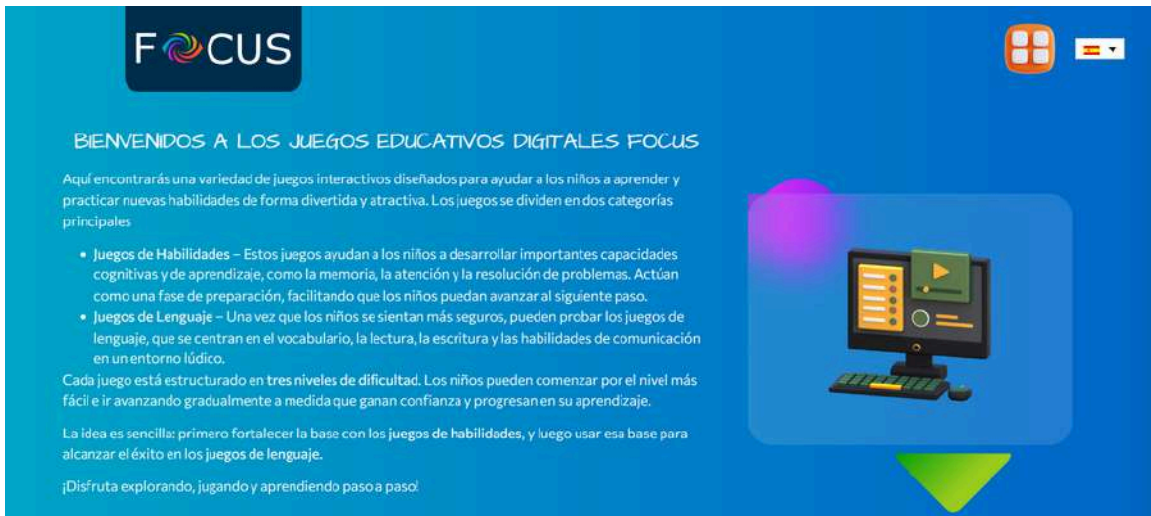 FOCUS
BIENVENIDOS A LOS JUEGOS EDUCATIVOS DIGITALES FOCUS
Aquí encontrarás una variedad de juegos interactivos diseñados para ayudar a los niños a aprender y
practicar nuevas habilidades de forma divertida y atractiva. Los juegos se dividen en dos categorías
principales
• Juegos de Habilidades – Estos juegos ayudan a los niños a desarrollar importantes capacidades
cognitivas y de aprendizaje, como la memoria, la atención y la resolución de problemas. Actúan
como una fase de preparación, facilitando que los niños puedan avanzar al siguiente paso.
• Juegos de Lenguaje – Una vez que los niños se sientan más seguros, pueden probar los juegos de
lenguaje, que se centran en el vocabulario, la lectura, la escritura y las habilidades de comunicación
en un entorno lúdico.
Cada juego está estructurado en tres niveles de dificultad. Los niños pueden comenzar por el nivel más
fácil e ir avanzando gradualmente a medida que ganan confianza y progresan en su aprendizaje.
La idea es sencilla: primero fortalecer la base con los juegos de habilidades, y luego usar esa base para
alcanzar el éxito en los juegos de lenguaje.
¡Disfruta explorando, jugando y aprendiendo paso a paso!